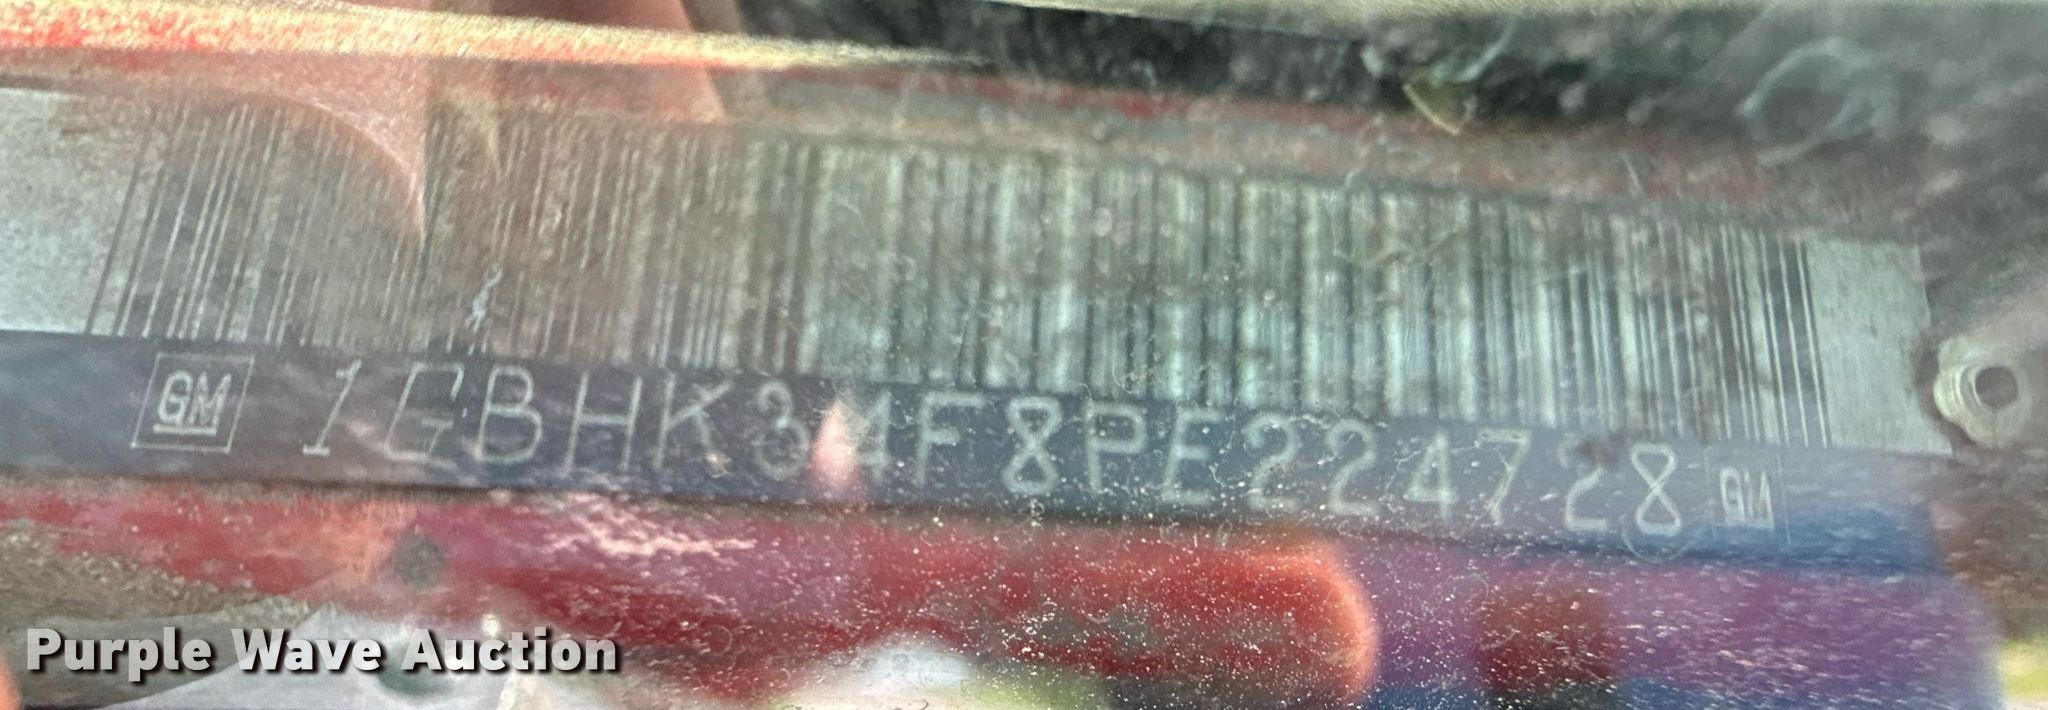 GM 1GBHK34F8PE224728 GM
Purple Wave Auction